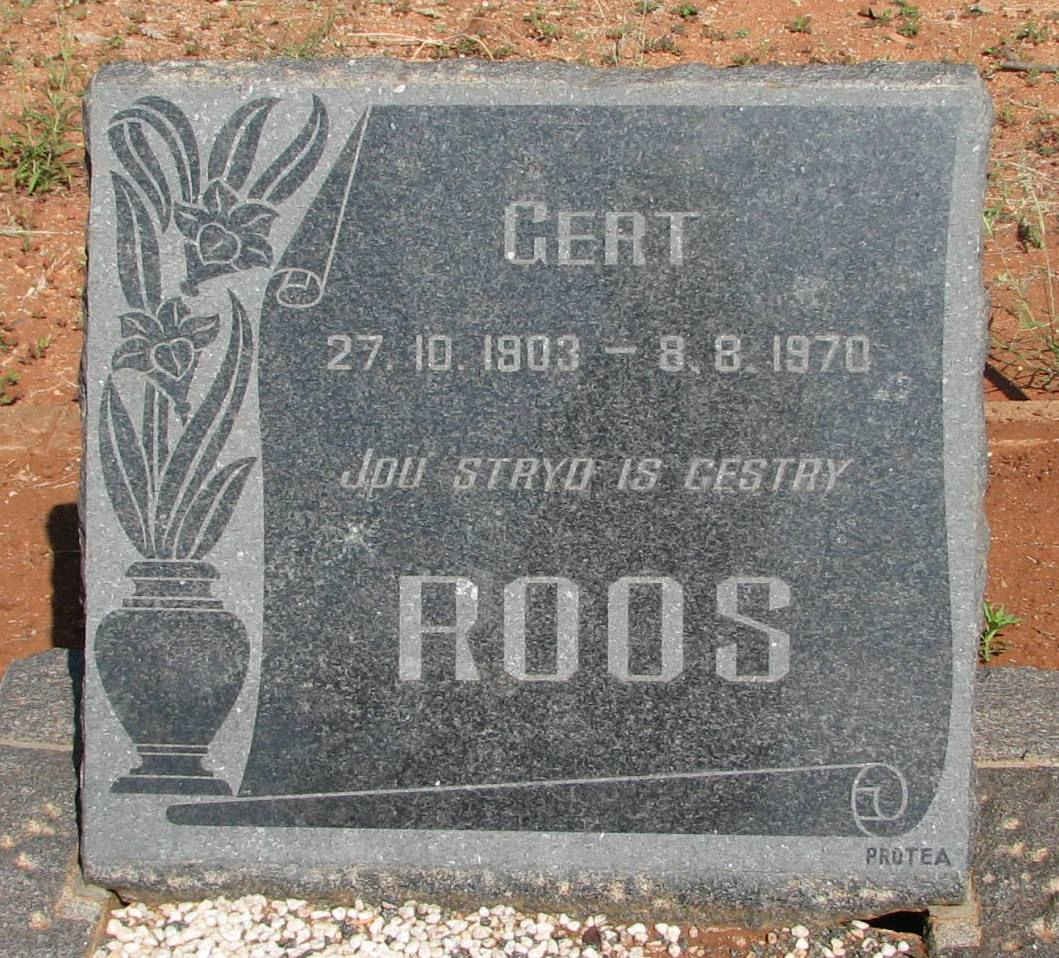 GERT
27. 10. 1903 – 8. 8. 1970
JOU STRYD IS GESTRY
ROOS
PROTEA